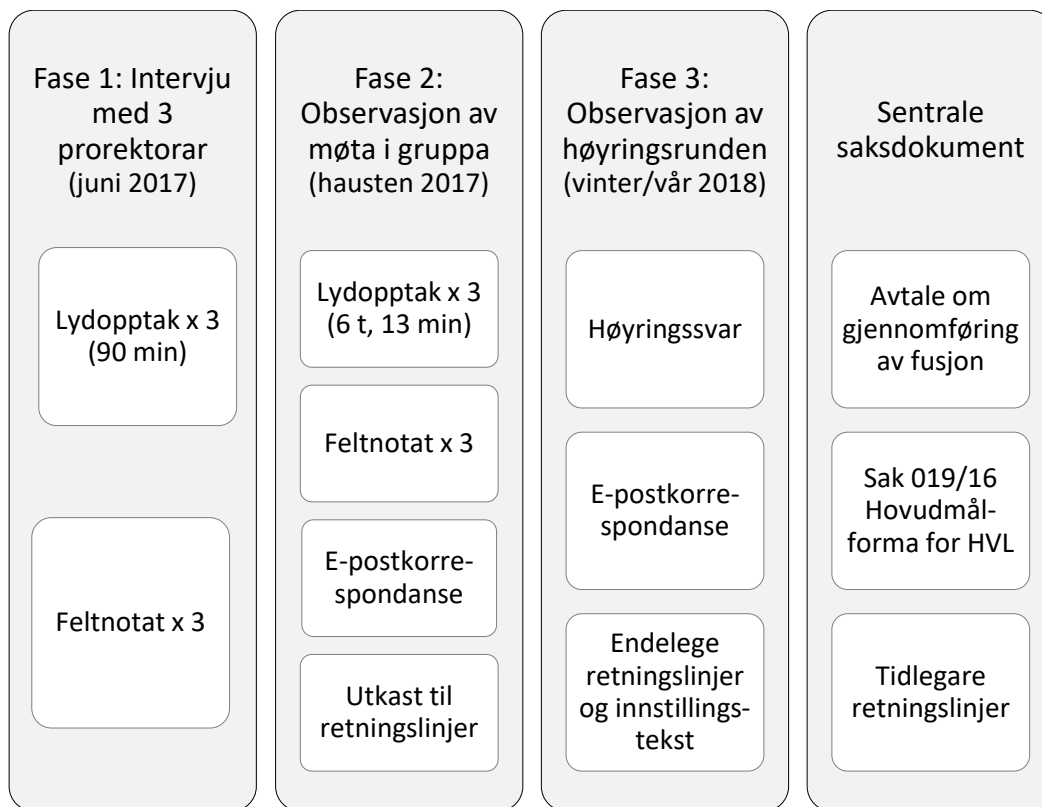 Fase 1: Intervju
med 3
prorektorar
(juni 2017)
Lydopptak x 3
(90 min)
Feltnotat x 3
Fase 2:
Observasjon av
møta i gruppa
(hausten 2017)
Lydopptak x 3
(6 t, 13 min)
Feltnotat x 3
E-postkorre-
spondanse
Utkast til
retningslinjer
Fase 3:
Observasjon av
høyringsrunden
(vinter/vår 2018)
Høyringssvar
E-postkorre-
spondanse
Endelege
retningslinjer
og innstillings-
tekst
Sentrale
saksdokument
Avtale om
gjennomføring
av fusjon
Sak 019/16
Hovudmål-
forma for HVL
Tidlegare
retningslinjer